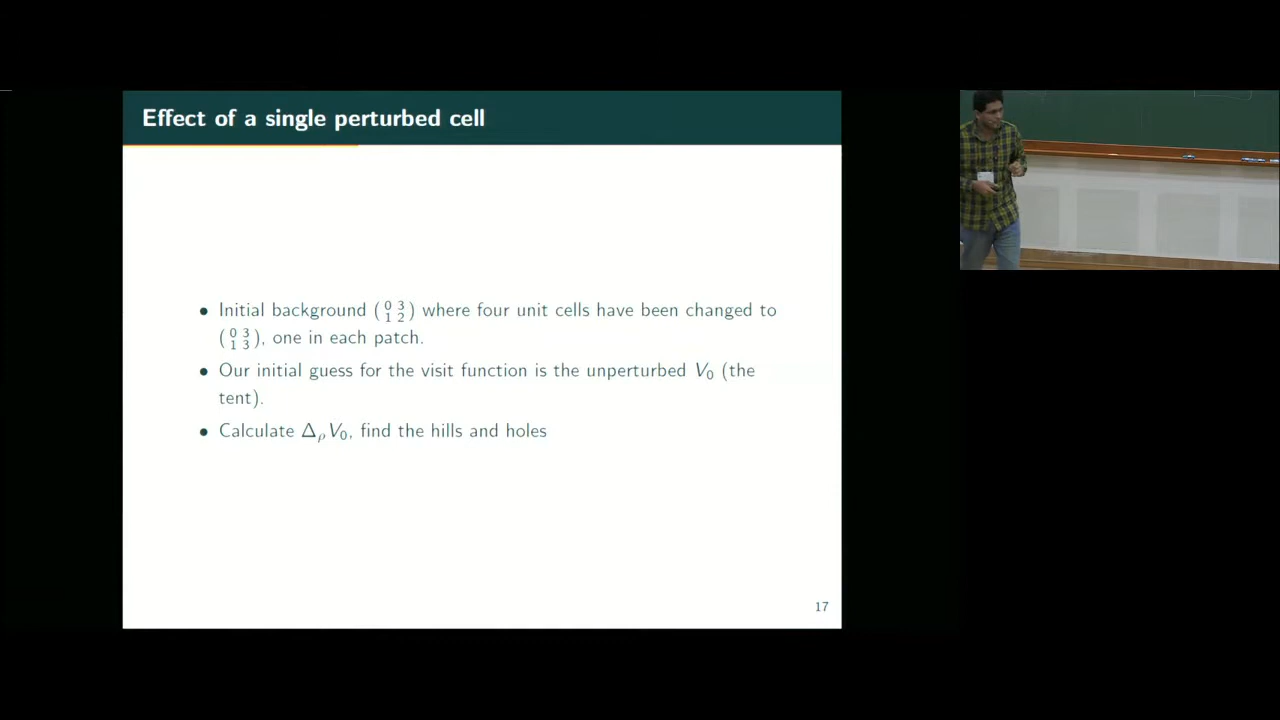 Effect of a single perturbed cell
• Initial background (0 3 / 1 2) where four unit cells have been changed to
(0 3 / 1 3), one in each patch.
• Our initial guess for the visit function is the unperturbed V₀ (the
tent).
• Calculate Δ_ρ V₀, find the hills and holes
17